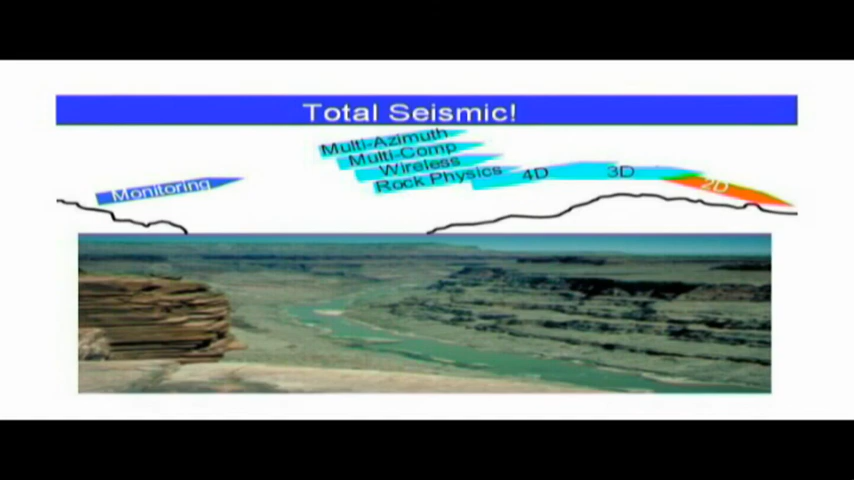 Total Seismic!
Multi-Azimuth
Multi-Comp
Wireless
Rock Physics
4D
3D
2D
Monitoring